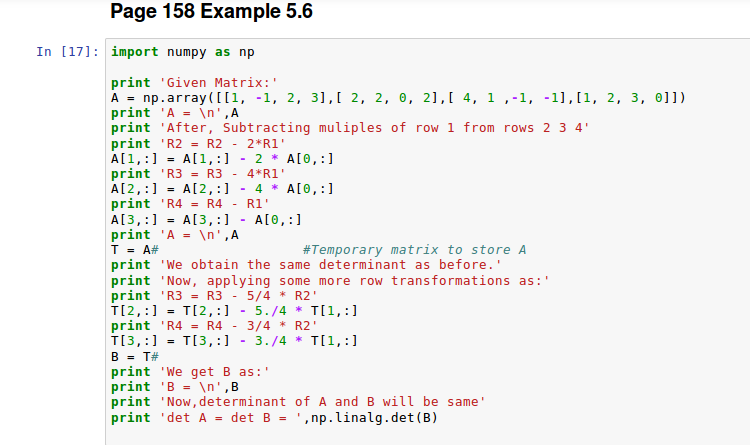 Page 158 Example 5.6
In [17]: import numpy as np
print 'Given Matrix:'
A = np.array([[1, -1, 2, 3],[ 2, 2, 0, 2],[ 4, 1 ,-1, -1],[1, 2, 3, 0]])
print 'A = \n',A
print 'After, Subtracting muliples of row 1 from rows 2 3 4'
print 'R2 = R2 - 2*R1'
A[1,:] = A[1,:] - 2 * A[0,:]
print 'R3 = R3 - 4*R1'
A[2,:] = A[2,:] - 4 * A[0,:]
print 'R4 = R4 - R1'
A[3,:] = A[3,:] - A[0,:]
print 'A = \n',A
T = A#                  #Temporary matrix to store A
print 'We obtain the same determinant as before.'
print 'Now, applying some more row transformations as:'
print 'R3 = R3 - 5/4 * R2'
T[2,:] = T[2,:] - 5./4 * T[1,:]
print 'R4 = R4 - 3/4 * R2'
T[3,:] = T[3,:] - 3./4 * T[1,:]
B = T#
print 'We get B as:'
print 'B = \n',B
print 'Now,determinant of A and B will be same'
print 'det A = det B = ',np.linalg.det(B)